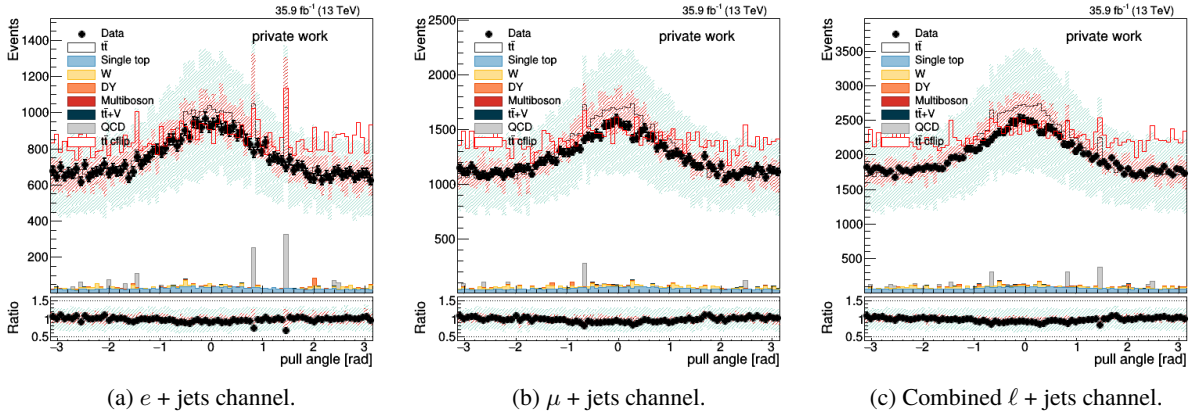 35.9 fb⁻¹ (13 TeV)
Events
private work
Data
tt̄
Single top
W
DY
Multiboson
tt̄+V
QCD
tt̄ cflip
1400
1200
1000
800
600
400
200
Ratio
1.5
1
0.5
−3 −2 −1 0 1 2 3
pull angle [rad]
(a) e + jets channel.
35.9 fb⁻¹ (13 TeV)
Events
private work
Data
tt̄
Single top
W
DY
Multiboson
tt̄+V
QCD
tt̄ cflip
2500
2250
2000
1500
1000
500
Ratio
1.5
1
0.5
−3 −2 −1 0 1 2 3
pull angle [rad]
(b) μ + jets channel.
35.9 fb⁻¹ (13 TeV)
Events
private work
Data
tt̄
Single top
W
DY
Multiboson
tt̄+V
QCD
tt̄ cflip
3500
3000
2500
2000
1500
1000
500
Ratio
1.5
1
0.5
−3 −2 −1 0 1 2 3
pull angle [rad]
(c) Combined ℓ + jets channel.